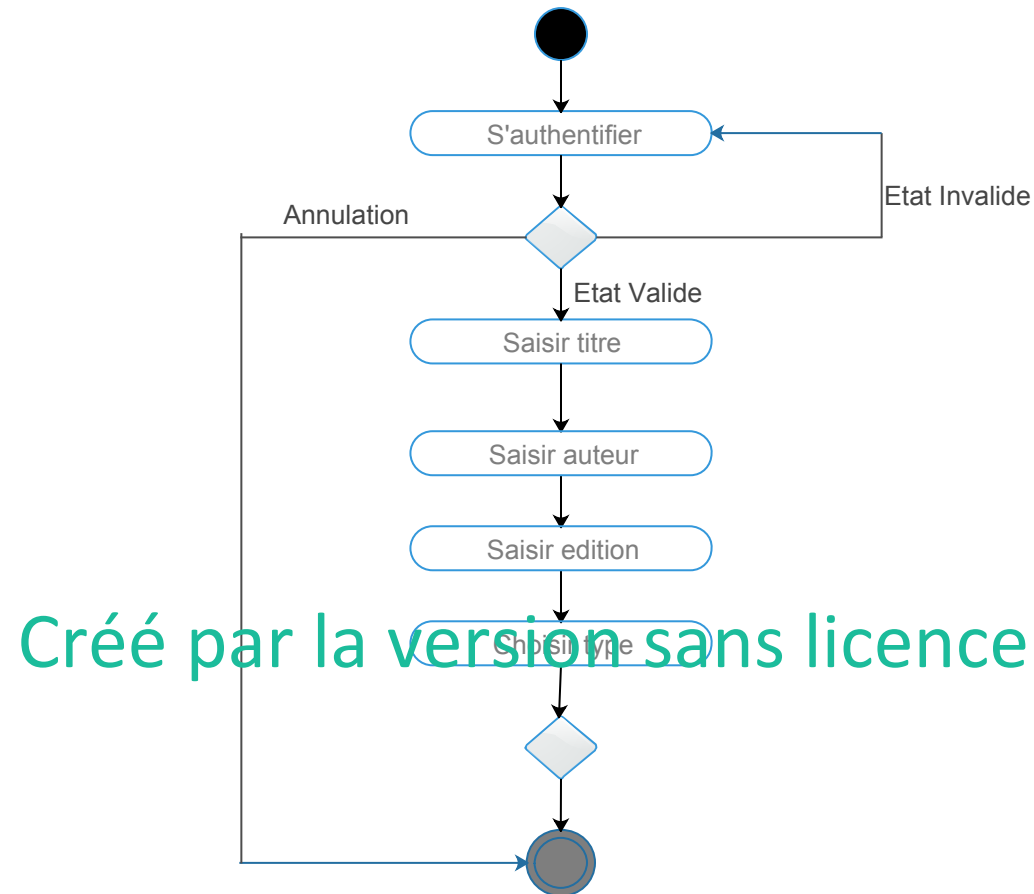 S'authentifier
Etat Invalide
Annulation
Etat Valide
Saisir titre
Saisir auteur
Saisir edition
Choisir type
Créé par la version sans licence